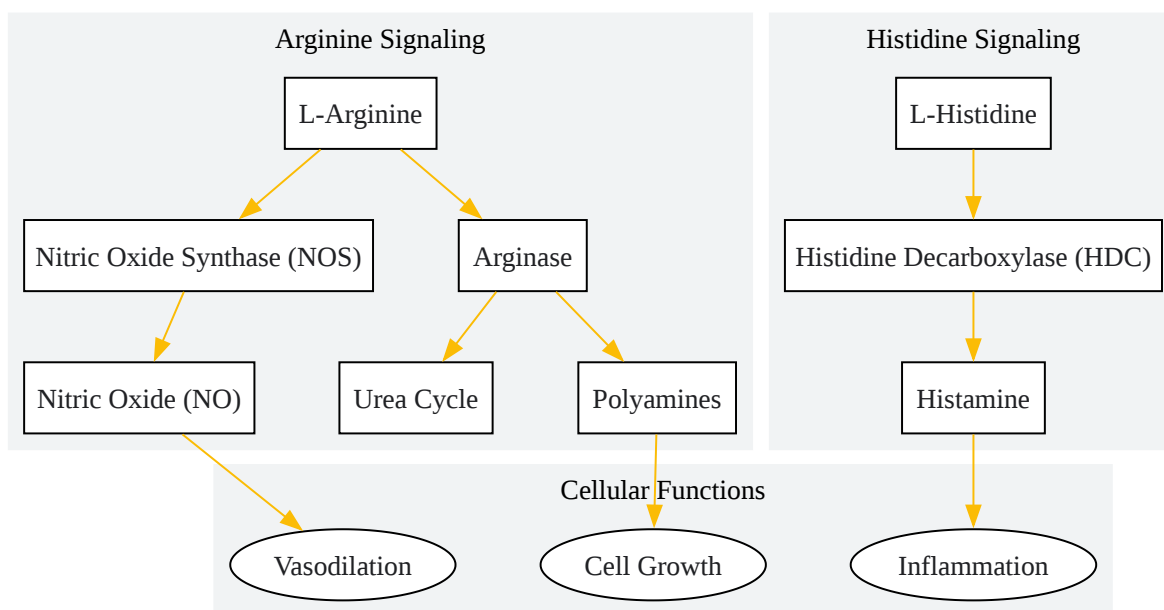 Arginine Signaling
Histidine Signaling
L-Arginine
L-Histidine
Nitric Oxide Synthase (NOS)
Arginase
Histidine Decarboxylase (HDC)
Nitric Oxide (NO)
Urea Cycle
Polyamines
Histamine
Cellular Functions
Vasodilation
Cell Growth
Inflammation